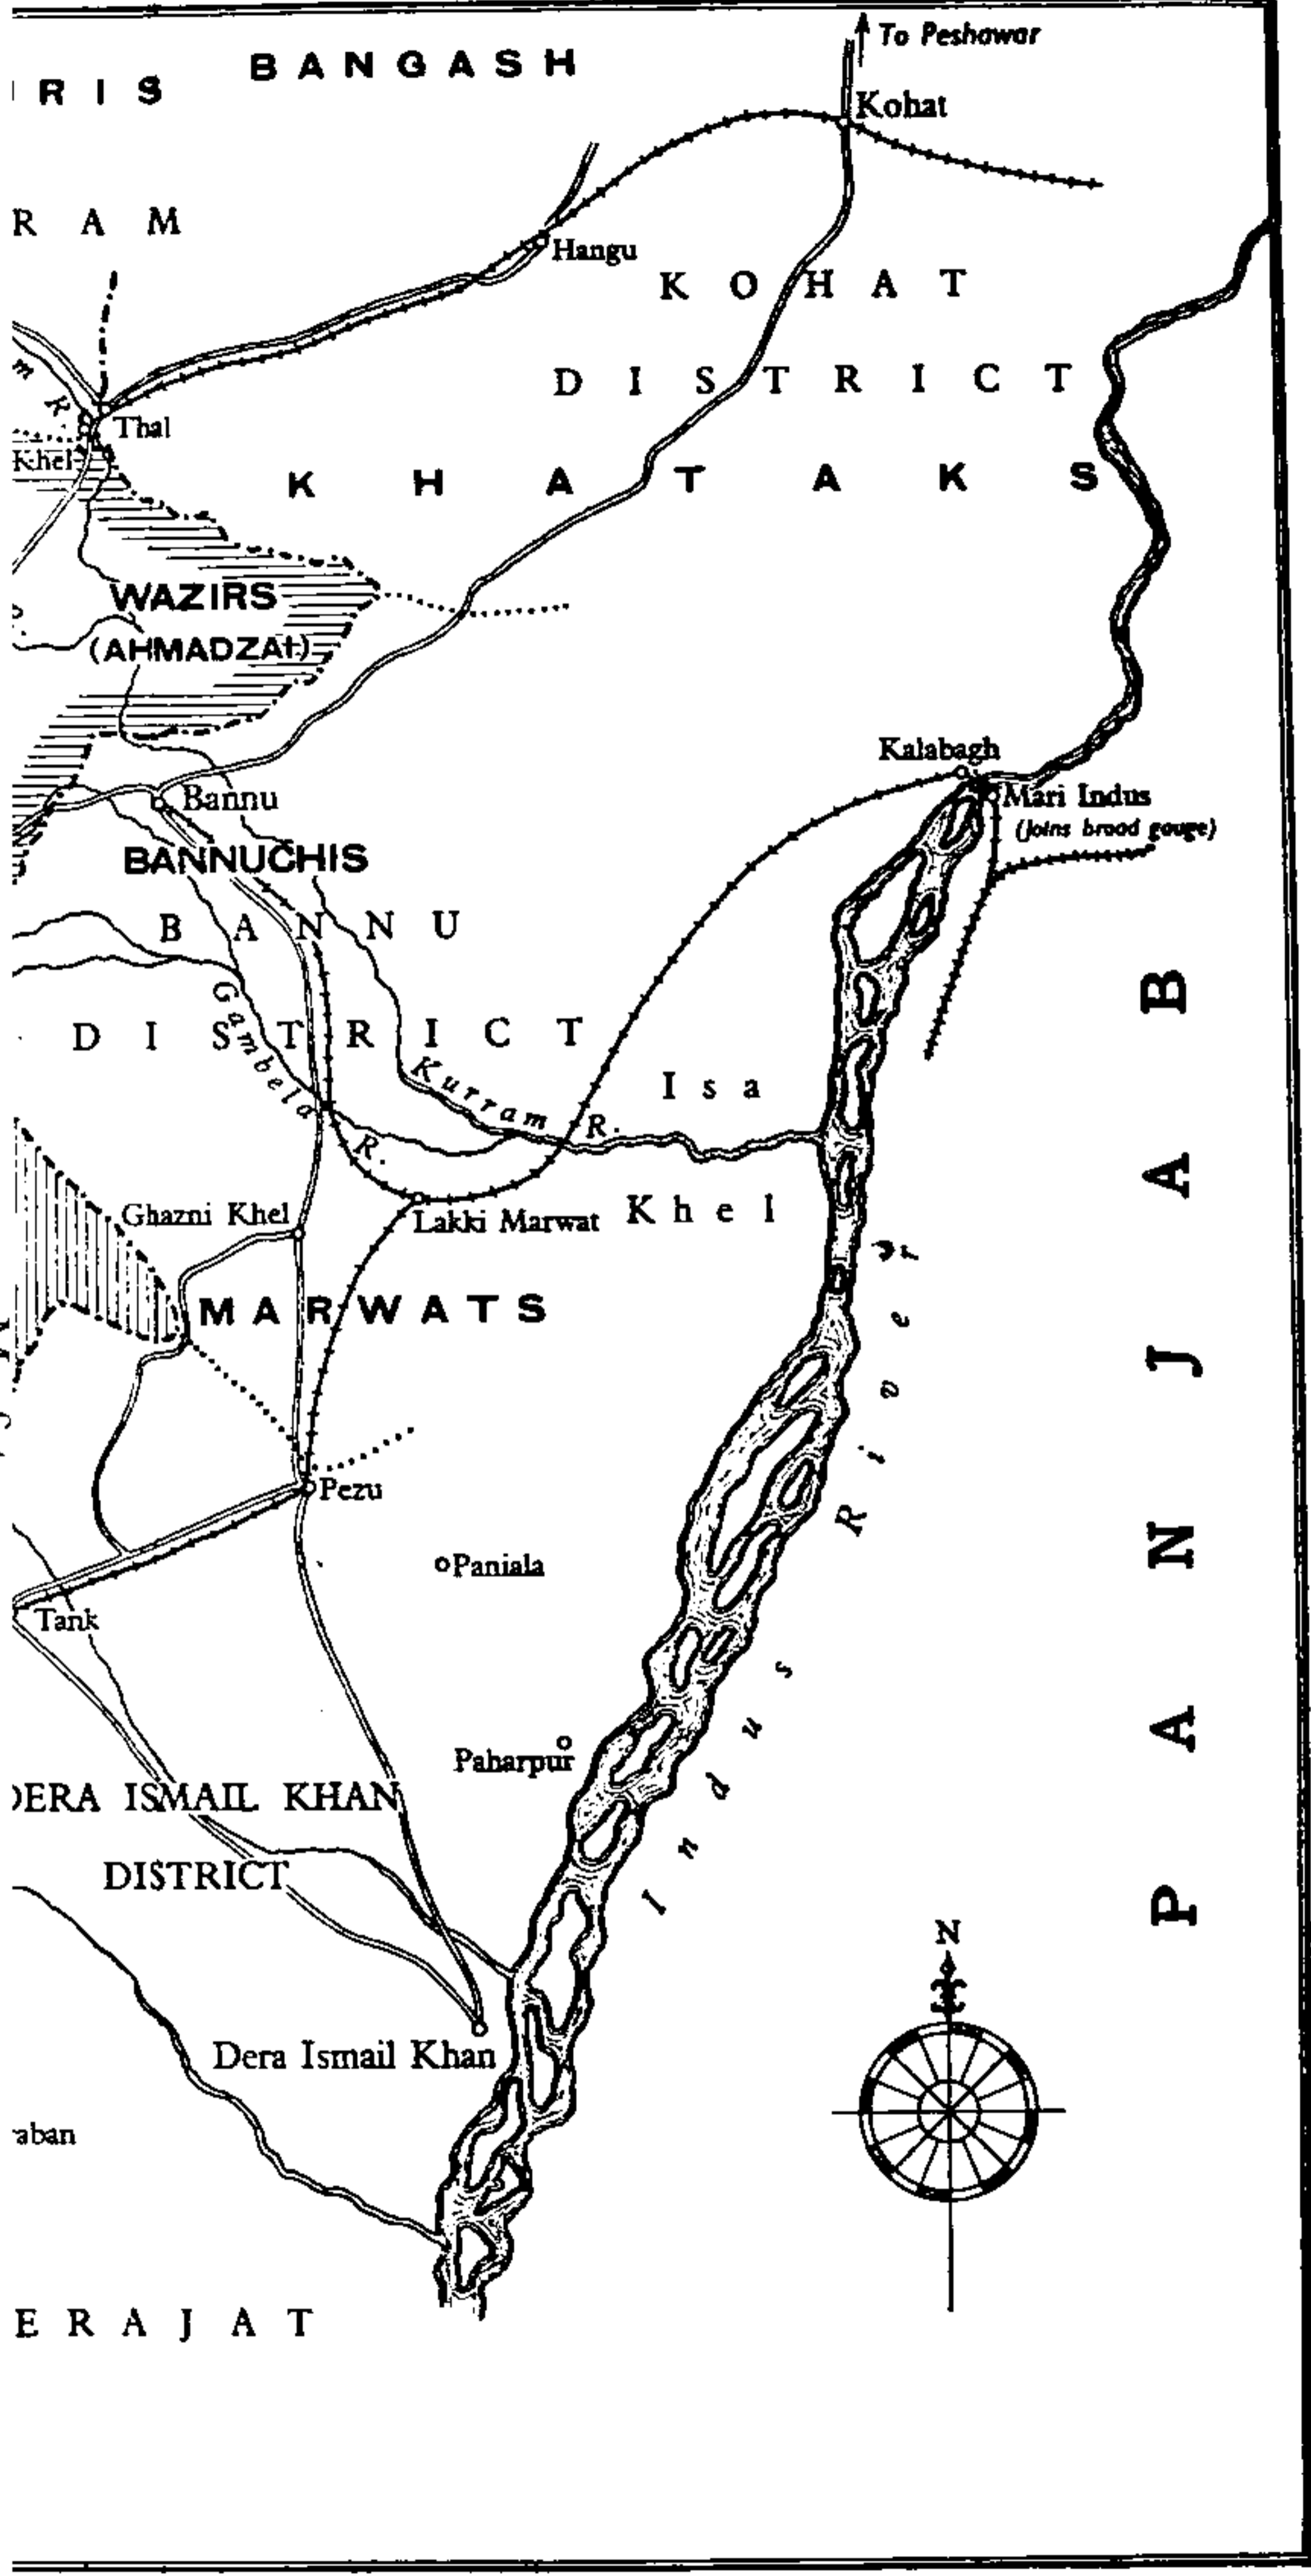 To Peshawar
BANGASH
RIS
Kohat
RAM
Hangu
KOHAT
DISTRICT
Thal
Khel
KHATAKS
WAZIRS
(AHMADZAI)
Kalabagh
Bannu
Mari Indus
(Joins broad gauge)
BANNUCHIS
BANNU
DISTRICT
Gambela R.
Kurram R.
Isa
Khel
Ghazni Khel
Lakki Marwat
MARWATS
Pezu
Paniala
Tank
Paharpur
DERA ISMAIL KHAN
DISTRICT
Indus River
PANJAB
N
Dera Ismail Khan
raban
ERAJAT